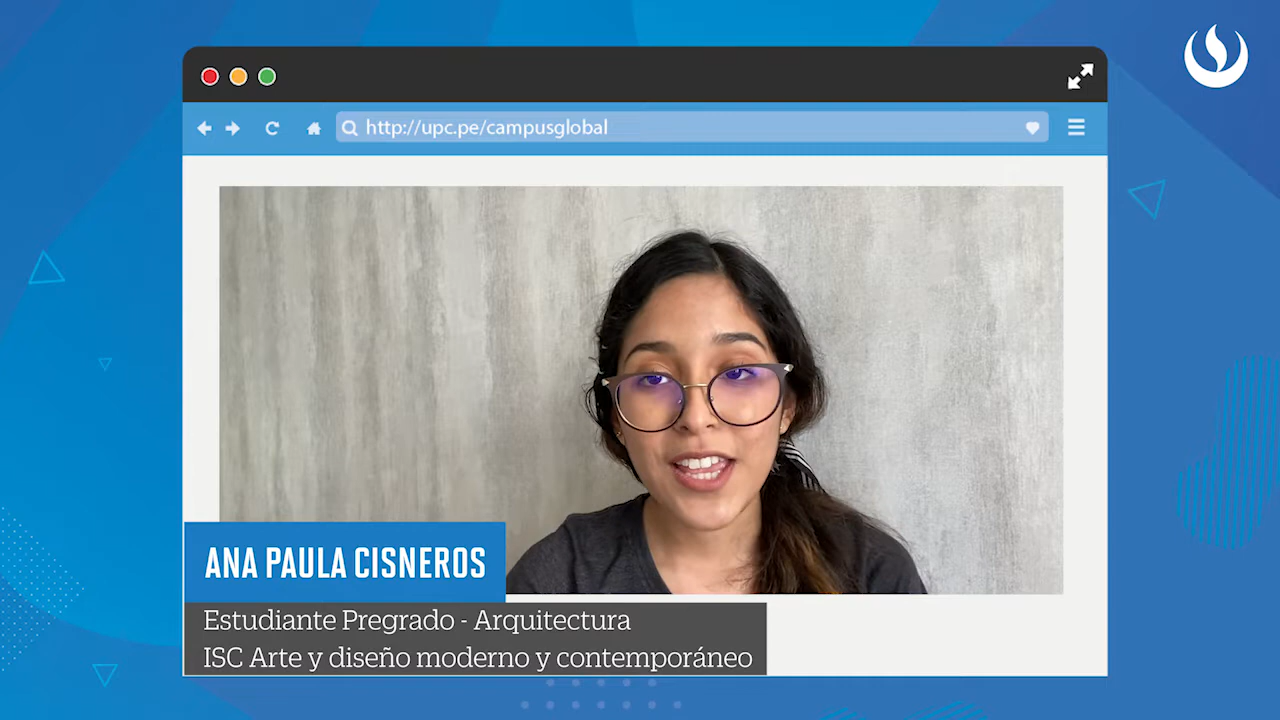 http://upc.pe/campusglobal
ANA PAULA CISNEROS
Estudiante Pregrado - Arquitectura
ISC Arte y diseño moderno y contemporáneo